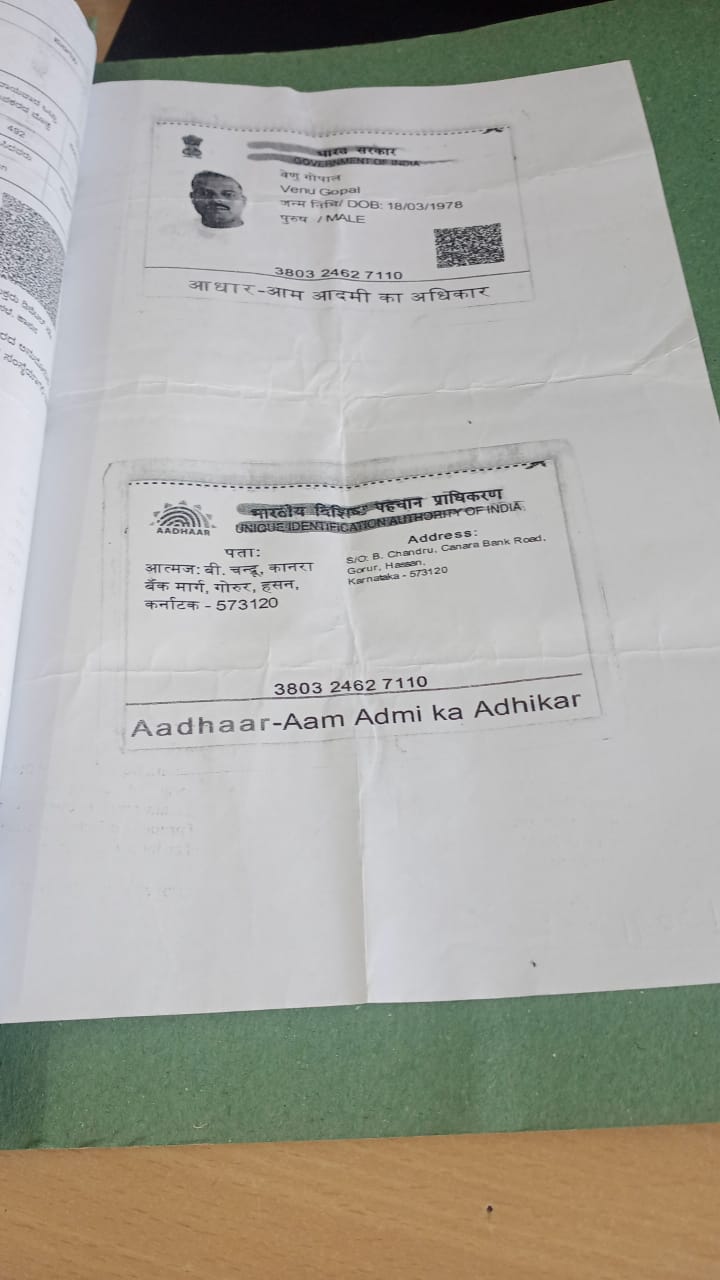 492
भारत सरकार
GOVERNMENT OF INDIA
वेणु गोपाल
Venu Gopal
जन्म तिथि/ DOB: 18/03/1978
पुरुष / MALE
3803 2462 7110
आधार-आम आदमी का अधिकार
AADHAAR
भारतीय विशिष्ट पहचान प्राधिकरण
UNIQUE IDENTIFICATION AUTHORITY OF INDIA
पता:
आत्मज: बी. चन्द्रू, कानरा
बैंक मार्ग, गोरुर, हसन,
कर्नाटक - 573120
Address:
S/O: B. Chandru, Canara Bank Road,
Gorur, Hassan,
Karnataka - 573120
3803 2462 7110
Aadhaar-Aam Admi ka Adhikar